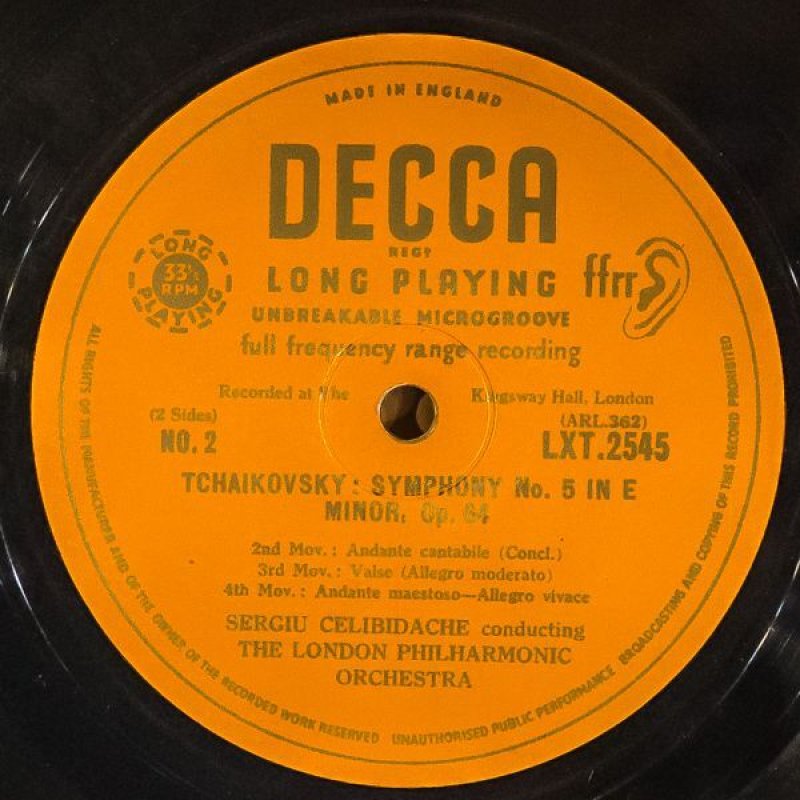 MADE IN ENGLAND
DECCA
REGD
LONG PLAYING
UNBREAKABLE MICROGROOVE
full frequency range recording
LONG PLAYING
33⅓ RPM
ffrr
Recorded at The Kingsway Hall, London
(2 Sides) (ARL.362)
NO. 2 LXT.2545
TCHAIKOVSKY: SYMPHONY No. 5 IN E
MINOR, Op. 64
2nd Mov.: Andante cantabile (Concl.)
3rd Mov.: Valse (Allegro moderato)
4th Mov.: Andante maestoso—Allegro vivace
SERGIU CELIBIDACHE conducting
THE LONDON PHILHARMONIC
ORCHESTRA
ALL RIGHTS OF THE MANUFACTURER AND OF THE OWNER OF THE RECORDED WORK RESERVED UNAUTHORISED PUBLIC PERFORMANCE BROADCASTING AND COPYING OF THIS RECORD PROHIBITED